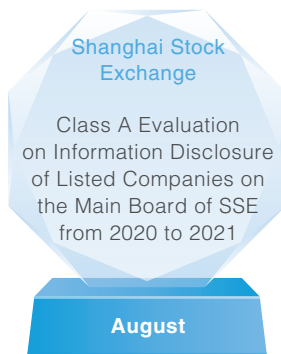 Shanghai Stock
Exchange
Class A Evaluation
on Information Disclosure
of Listed Companies on
the Main Board of SSE
from 2020 to 2021
August